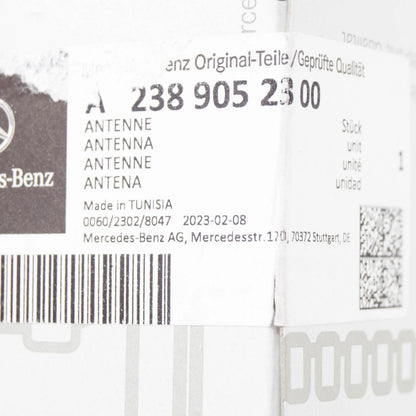 enz Original-Teile/Geprüfte Qualität
A 238 905 23 00
ANTENNE
ANTENNA
ANTENNE
ANTENA
Stück
unit
unité
unidad
1
s-Benz
Made in TUNISIA
0060/2302/8047 2023-02-08
Mercedes-Benz AG, Mercedesstr. 120, 70372 Stuttgart, DE